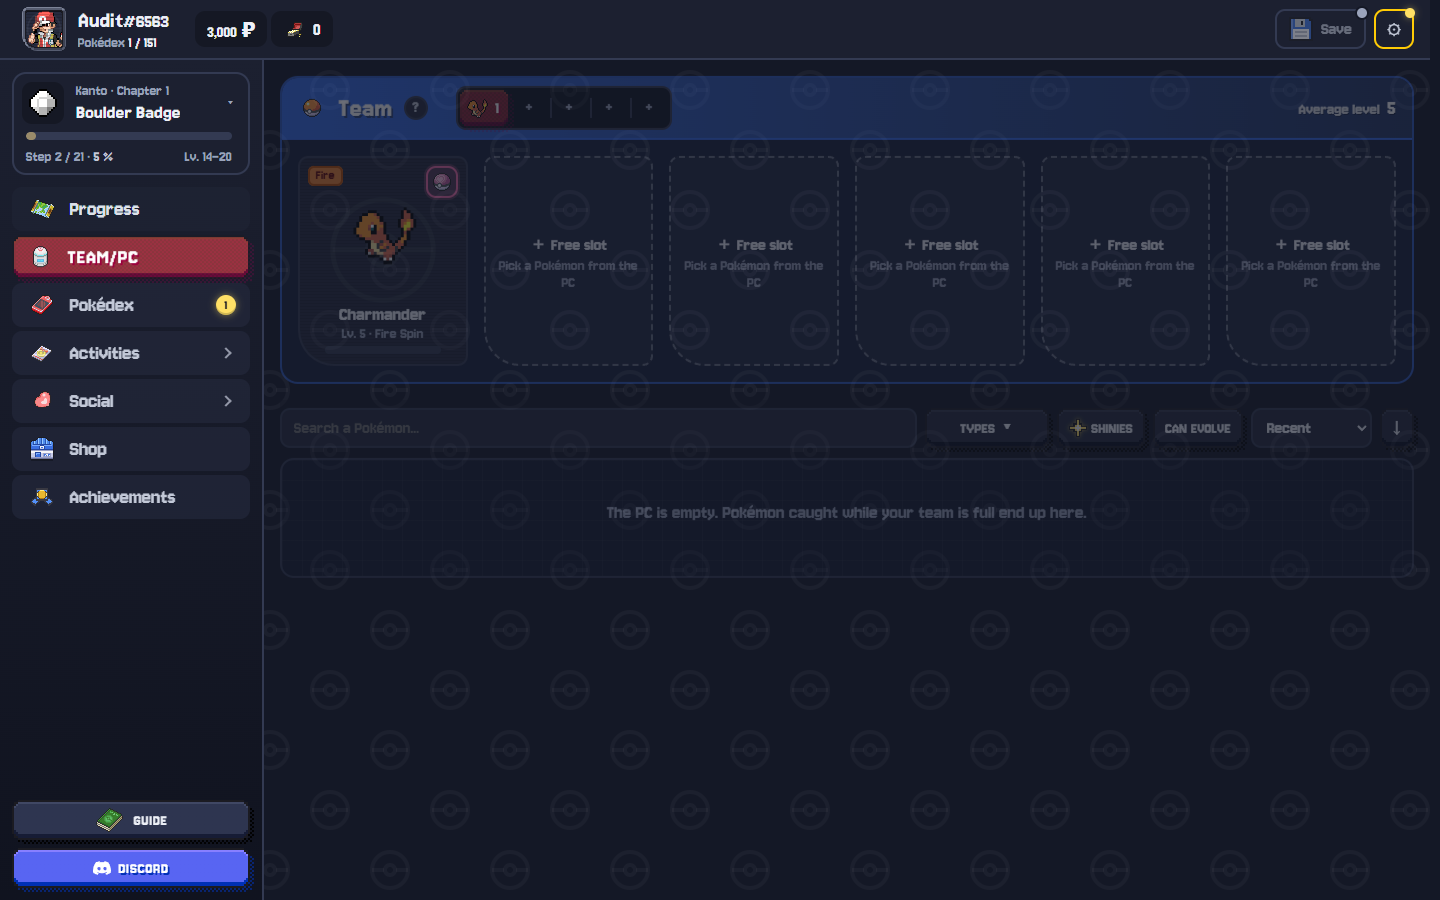 Audit#6563
Pokédex 1 / 151
3,000 ₽
0
Save
Kanto · Chapter 1
Boulder Badge
Step 2 / 21 · 5 %
Lv. 14–20
Progress
TEAM/PC
Pokédex
1
Activities
Social
Shop
Achievements
GUIDE
DISCORD
Team
?
1
+
+
+
+
Average level 5
Fire
Charmander
Lv. 5 · Fire Spin
+ Free slot
Pick a Pokémon from the
PC
+ Free slot
Pick a Pokémon from the
PC
+ Free slot
Pick a Pokémon from the
PC
+ Free slot
Pick a Pokémon from the
PC
+ Free slot
Pick a Pokémon from the
PC
Search a Pokémon...
TYPES
SHINIES
CAN EVOLVE
Recent
↓
The PC is empty. Pokémon caught while your team is full end up here.